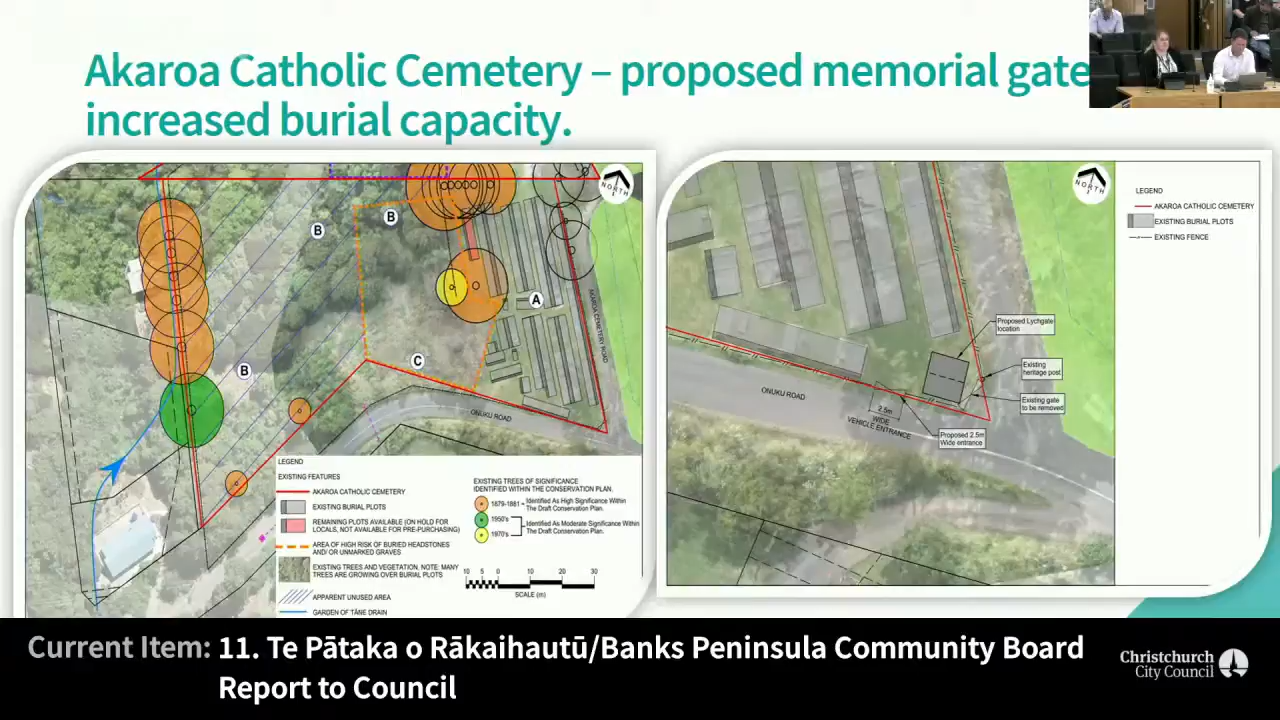 Akaroa Catholic Cemetery – proposed memorial gate
increased burial capacity.
NORTH
B
B
A
B
C
AKAROA CEMETERY ROAD
ONUKU ROAD
LEGEND
EXISTING FEATURES
AKAROA CATHOLIC CEMETERY
EXISTING BURIAL PLOTS
REMAINING PLOTS AVAILABLE (ON HOLD FOR
LOCALS, NOT AVAILABLE FOR PRE-PURCHASING)
AREA OF HIGH RISK OF BURIED HEADSTONES
AND/ OR UNMARKED GRAVES
EXISTING TREES AND VEGETATION. NOTE: MANY
TREES ARE GROWING OVER BURIAL PLOTS
APPARENT UNUSED AREA
GARDEN OF TĀNE DRAIN
EXISTING TREES OF SIGNIFICANCE
IDENTIFIED WITHIN THE CONSERVATION PLAN.
1879-1881 - Identified As High Significance Within
The Draft Conservation Plan.
1950's
Identified As Moderate Significance Within
The Draft Conservation Plan.
1970's
10 5 0 10 20 30
SCALE (m)
NORTH
Proposed Lychgate
location
Existing
heritage post
Existing gate
to be removed
ONUKU ROAD
2.5m
WIDE
VEHICLE ENTRANCE
Proposed 2.5m
Wide entrance
LEGEND
AKAROA CATHOLIC CEMETERY
EXISTING BURIAL PLOTS
EXISTING FENCE
Current Item: 11. Te Pātaka o Rākaihautū/Banks Peninsula Community Board
Report to Council
Christchurch
City Council